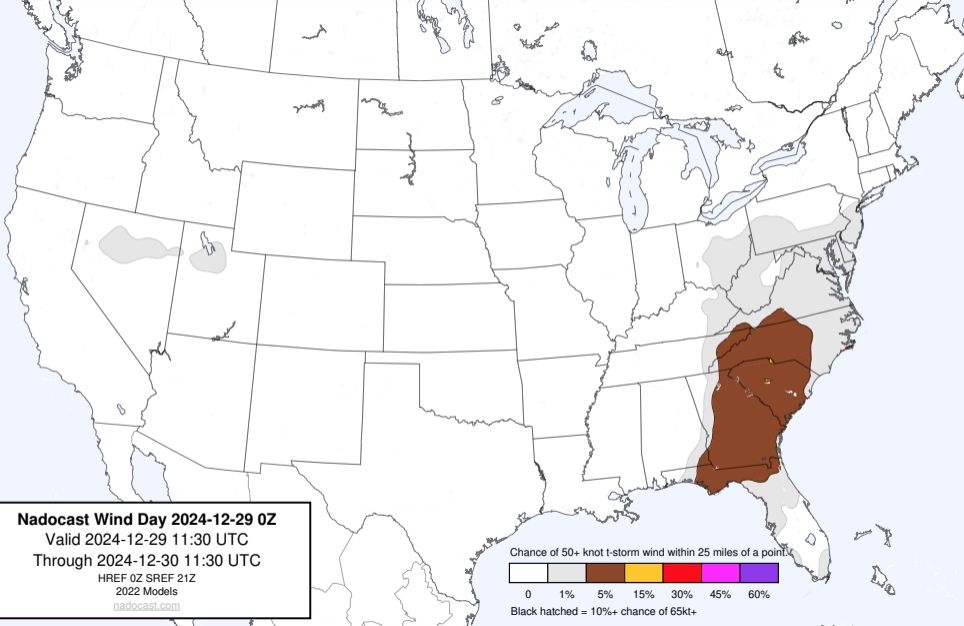 Nadocast Wind Day 2024-12-29 0Z
Valid 2024-12-29 11:30 UTC
Through 2024-12-30 11:30 UTC
HREF 0Z SREF 21Z
2022 Models
nadocast.com
Chance of 50+ knot t-storm wind within 25 miles of a point.
0 1% 5% 15% 30% 45% 60%
Black hatched = 10%+ chance of 65kt+